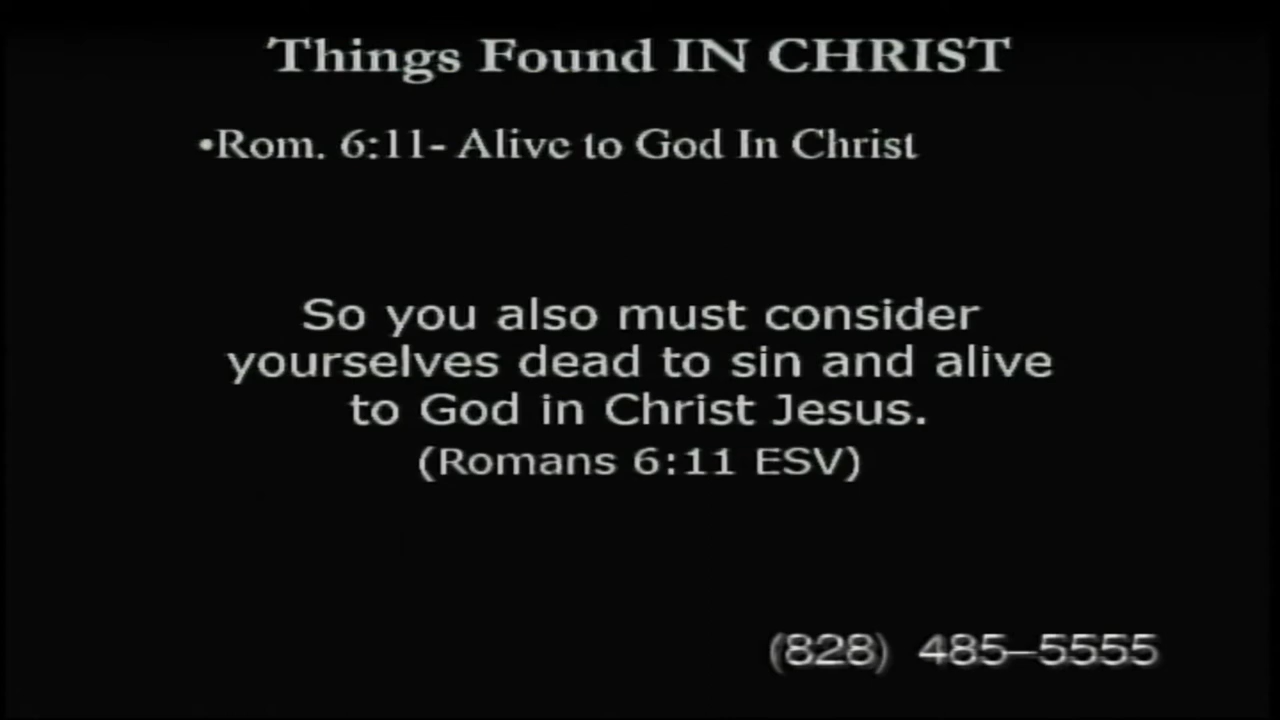 Things Found IN CHRIST
•Rom. 6:11- Alive to God In Christ
So you also must consider
yourselves dead to sin and alive
to God in Christ Jesus.
(Romans 6:11 ESV)
(828) 485-5555